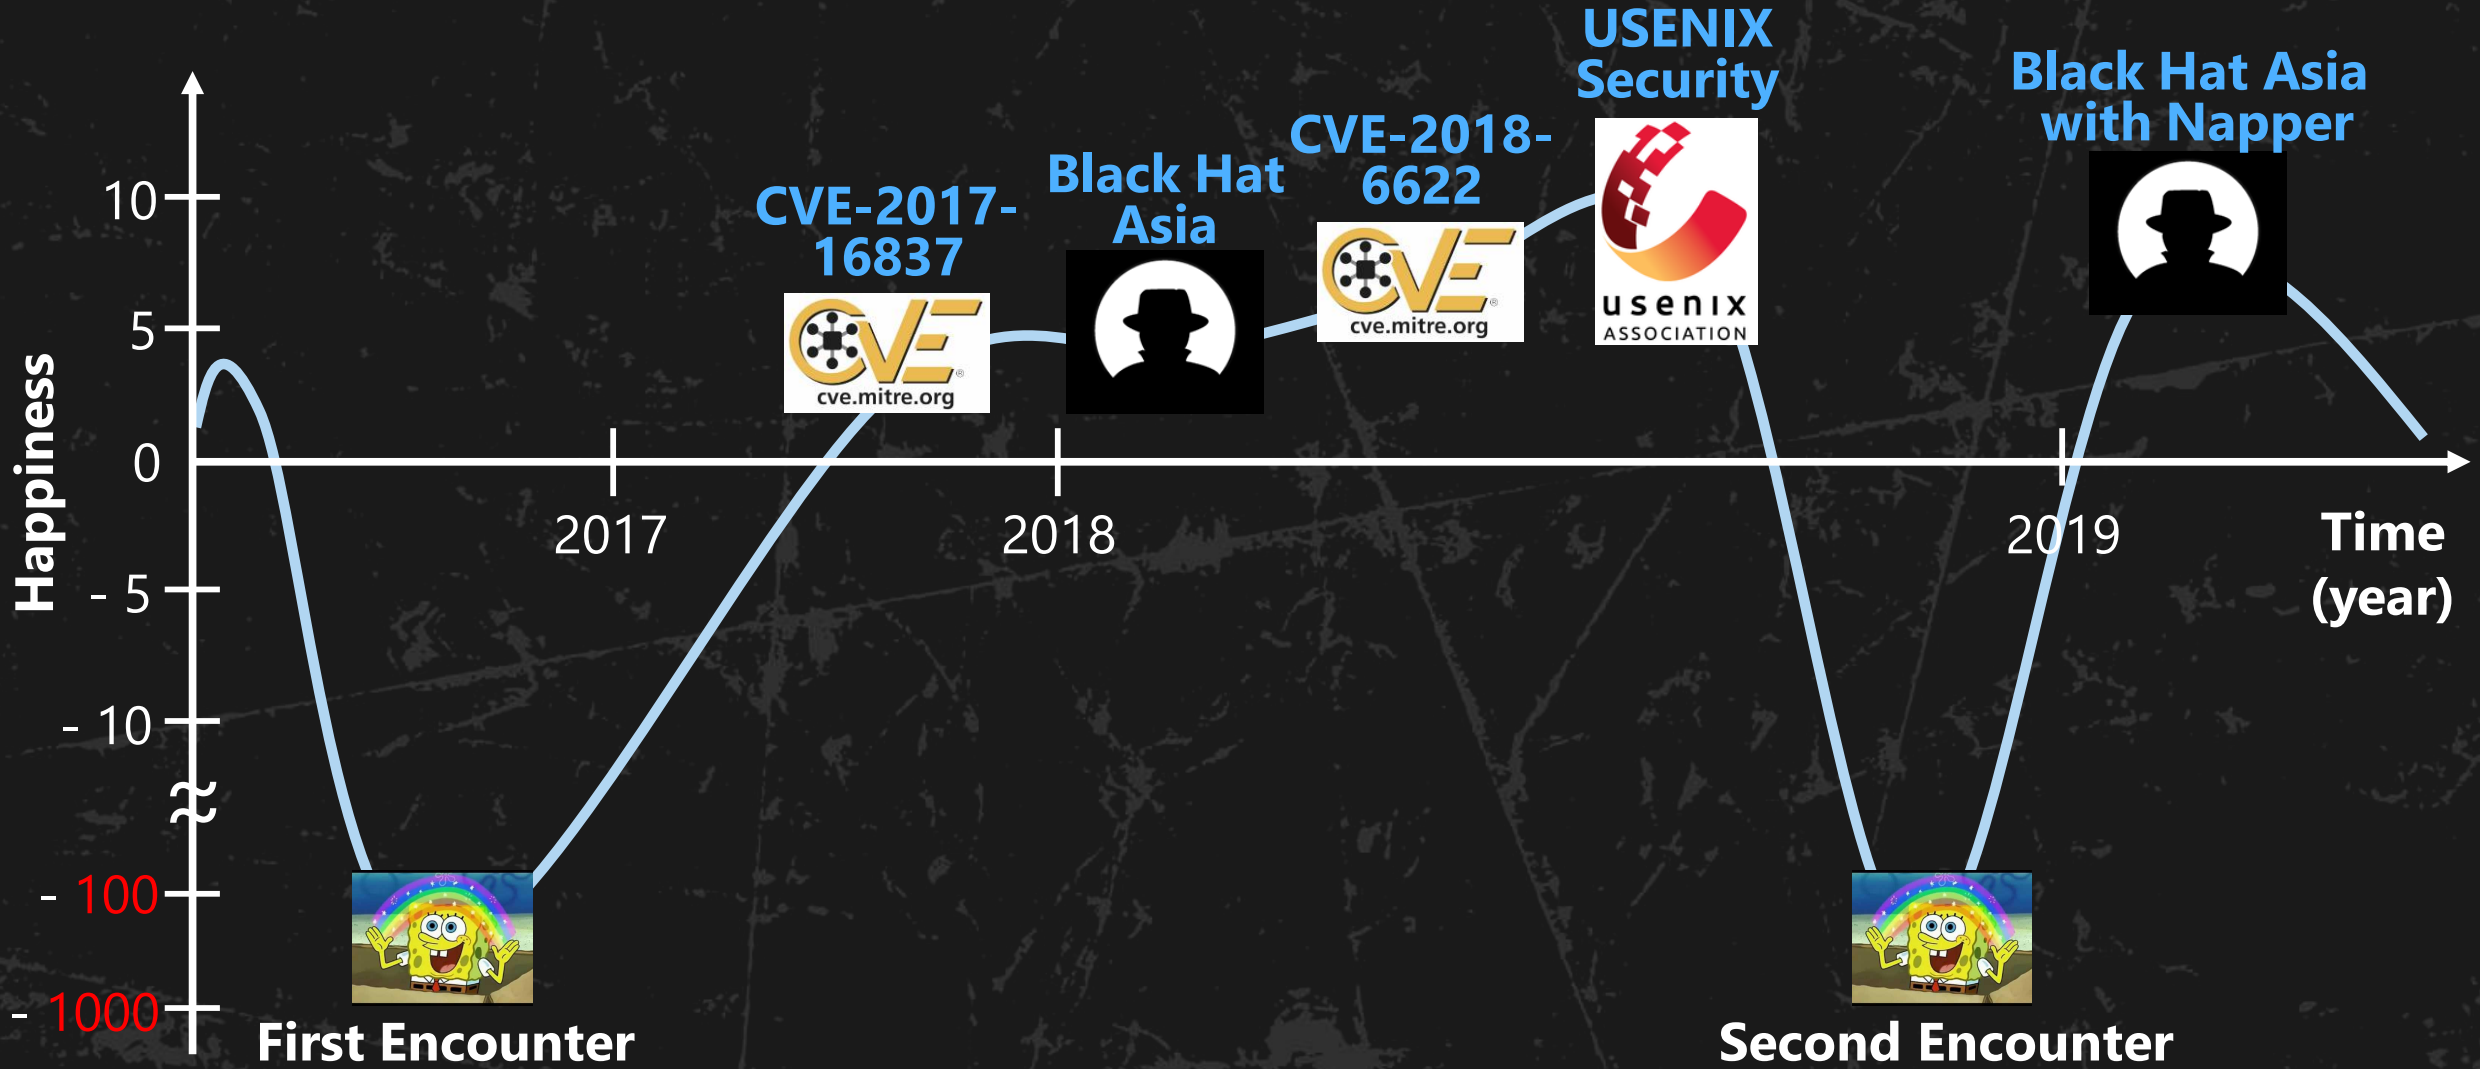 USENIX
Security
Black Hat Asia
with Napper
CVE-2018-
6622
Black Hat
Asia
CVE-2017-
16837
CVE
®
cve.mitre.org
CVE
®
cve.mitre.org
usenix
ASSOCIATION
10
5
0
- 5
- 10
- 100
- 1000
Happiness
2017
2018
2019
Time
(year)
First Encounter
Second Encounter